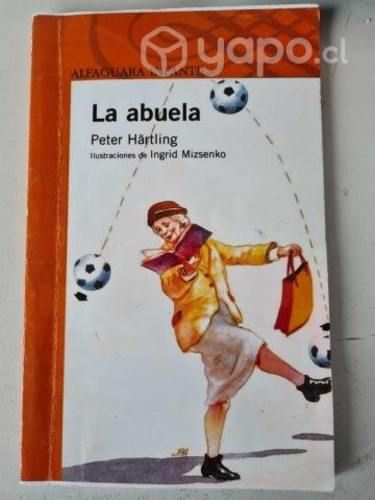 yapo.cl
ALFAGUARA INFANTIL
La abuela
Peter Härtling
Ilustraciones de Ingrid Mizsenko